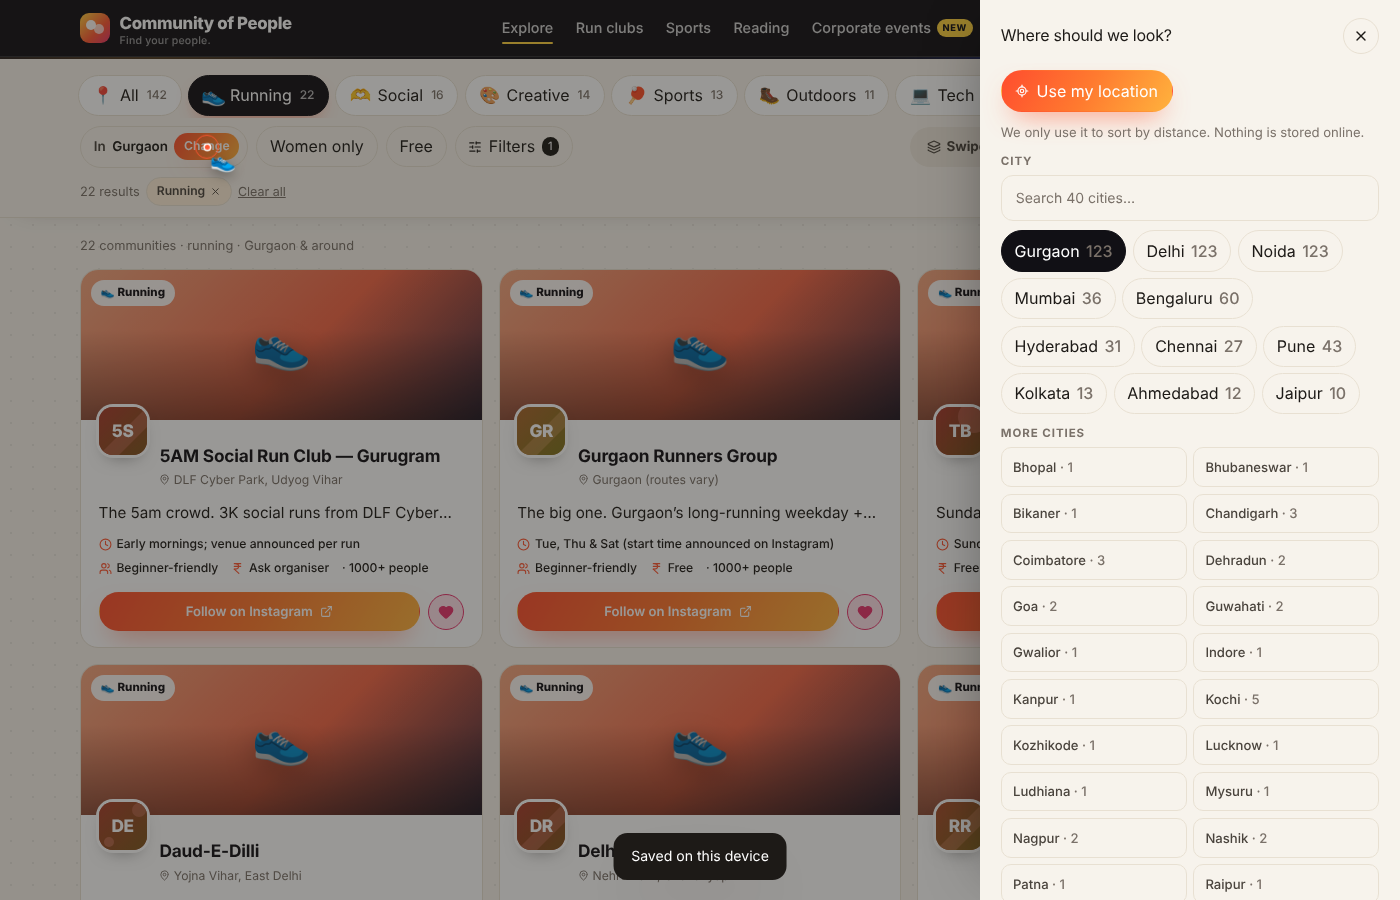 Community of People
Find your people.
Explore Run clubs Sports Reading Corporate events NEW
All 142 Running 22 Social 16 Creative 14 Sports 13 Outdoors 11 Tech
In Gurgaon Change Women only Free Filters 1
22 results Running × Clear all
22 communities · running · Gurgaon & around
Running
5S
5AM Social Run Club — Gurugram
DLF Cyber Park, Udyog Vihar
The 5am crowd. 3K social runs from DLF Cyber...
Early mornings; venue announced per run
Beginner-friendly ₹ Ask organiser · 1000+ people
Follow on Instagram
Running
GR
Gurgaon Runners Group
Gurgaon (routes vary)
The big one. Gurgaon's long-running weekday +...
Tue, Thu & Sat (start time announced on Instagram)
Beginner-friendly ₹ Free · 1000+ people
Follow on Instagram
TB
₹ Free
Running
DE
Daud-E-Dilli
Yojna Vihar, East Delhi
Running
DR
RR
Saved on this device
Where should we look?
Use my location
We only use it to sort by distance. Nothing is stored online.
CITY
Search 40 cities...
Gurgaon 123 Delhi 123 Noida 123
Mumbai 36 Bengaluru 60
Hyderabad 31 Chennai 27 Pune 43
Kolkata 13 Ahmedabad 12 Jaipur 10
MORE CITIES
Bhopal · 1 Bhubaneswar · 1
Bikaner · 1 Chandigarh · 3
Coimbatore · 3 Dehradun · 2
Goa · 2 Guwahati · 2
Gwalior · 1 Indore · 1
Kanpur · 1 Kochi · 5
Kozhikode · 1 Lucknow · 1
Ludhiana · 1 Mysuru · 1
Nagpur · 2 Nashik · 2
Patna · 1 Raipur · 1